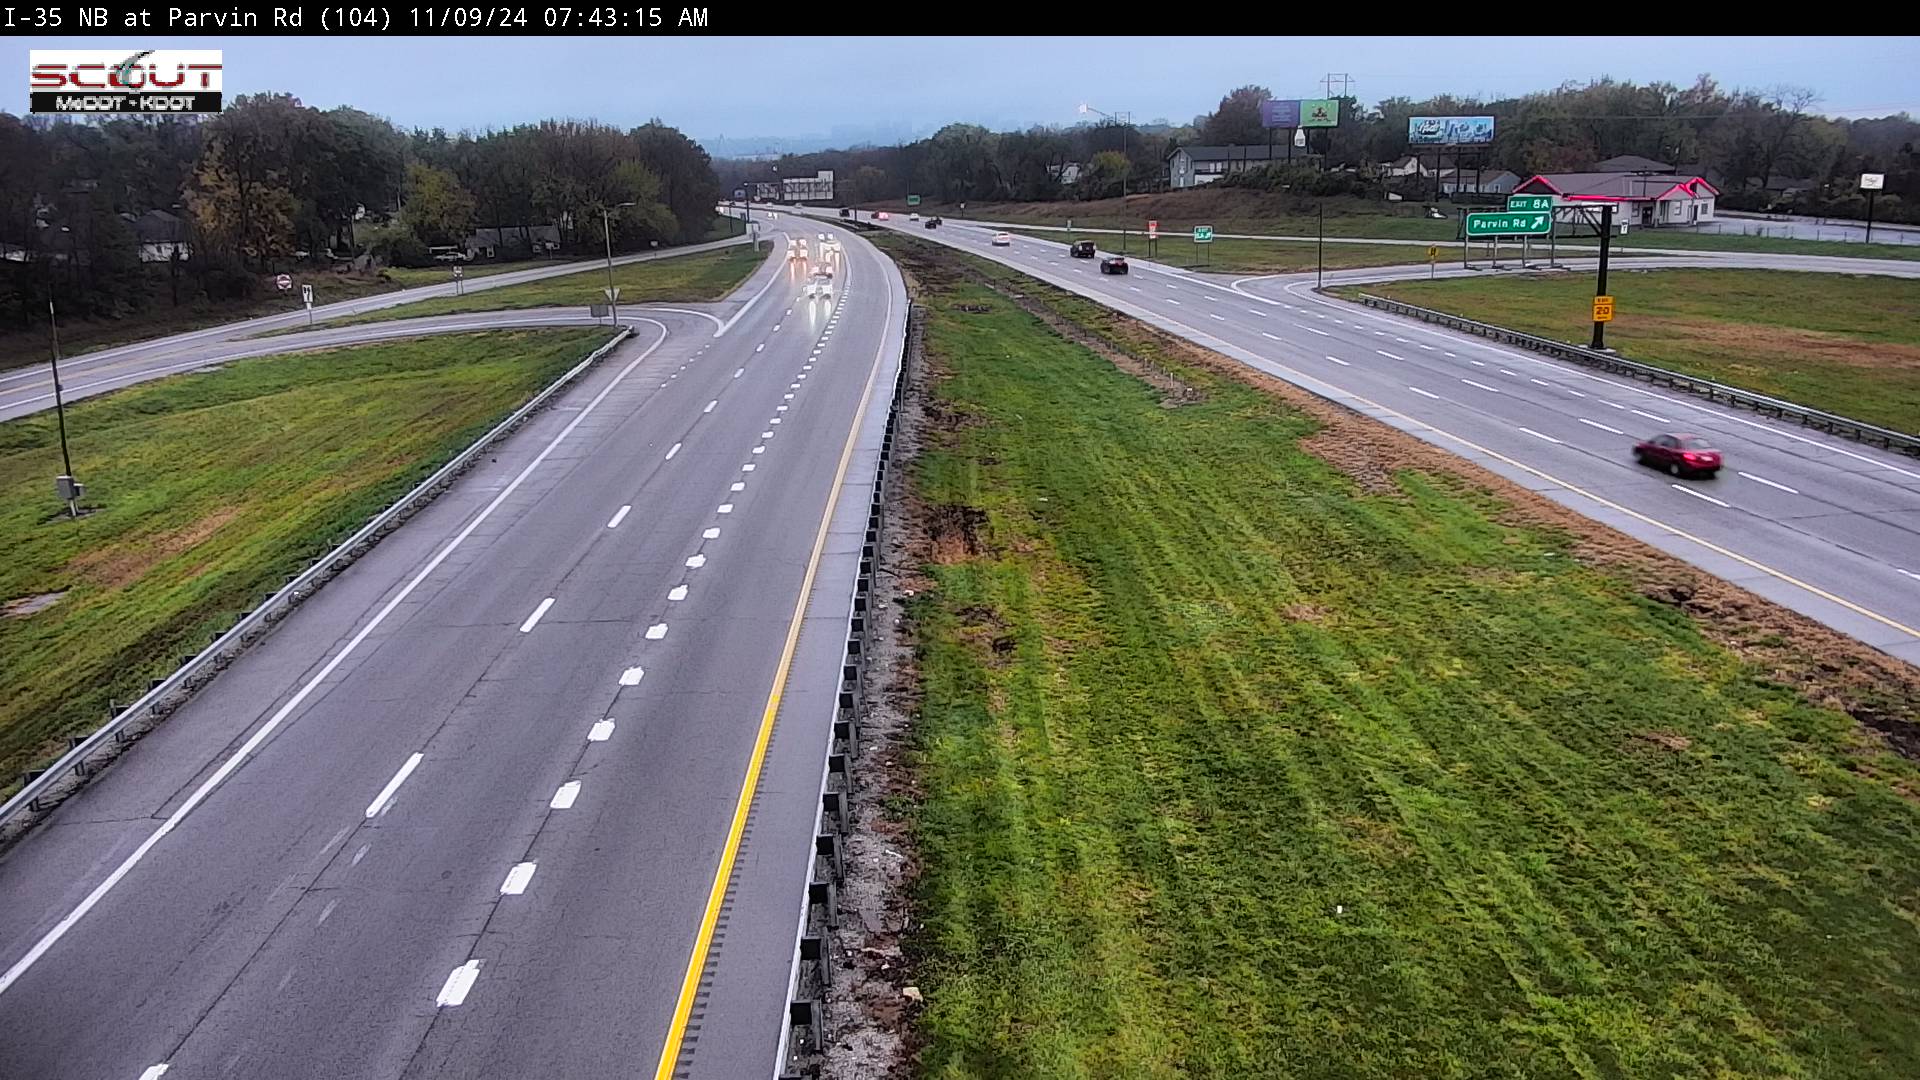 I-35 NB at Parvin Rd (104) 11/09/24 07:43:15 AM
SCOUT
MoDOT - KDOT
EXIT 8A
Parvin Rd
20